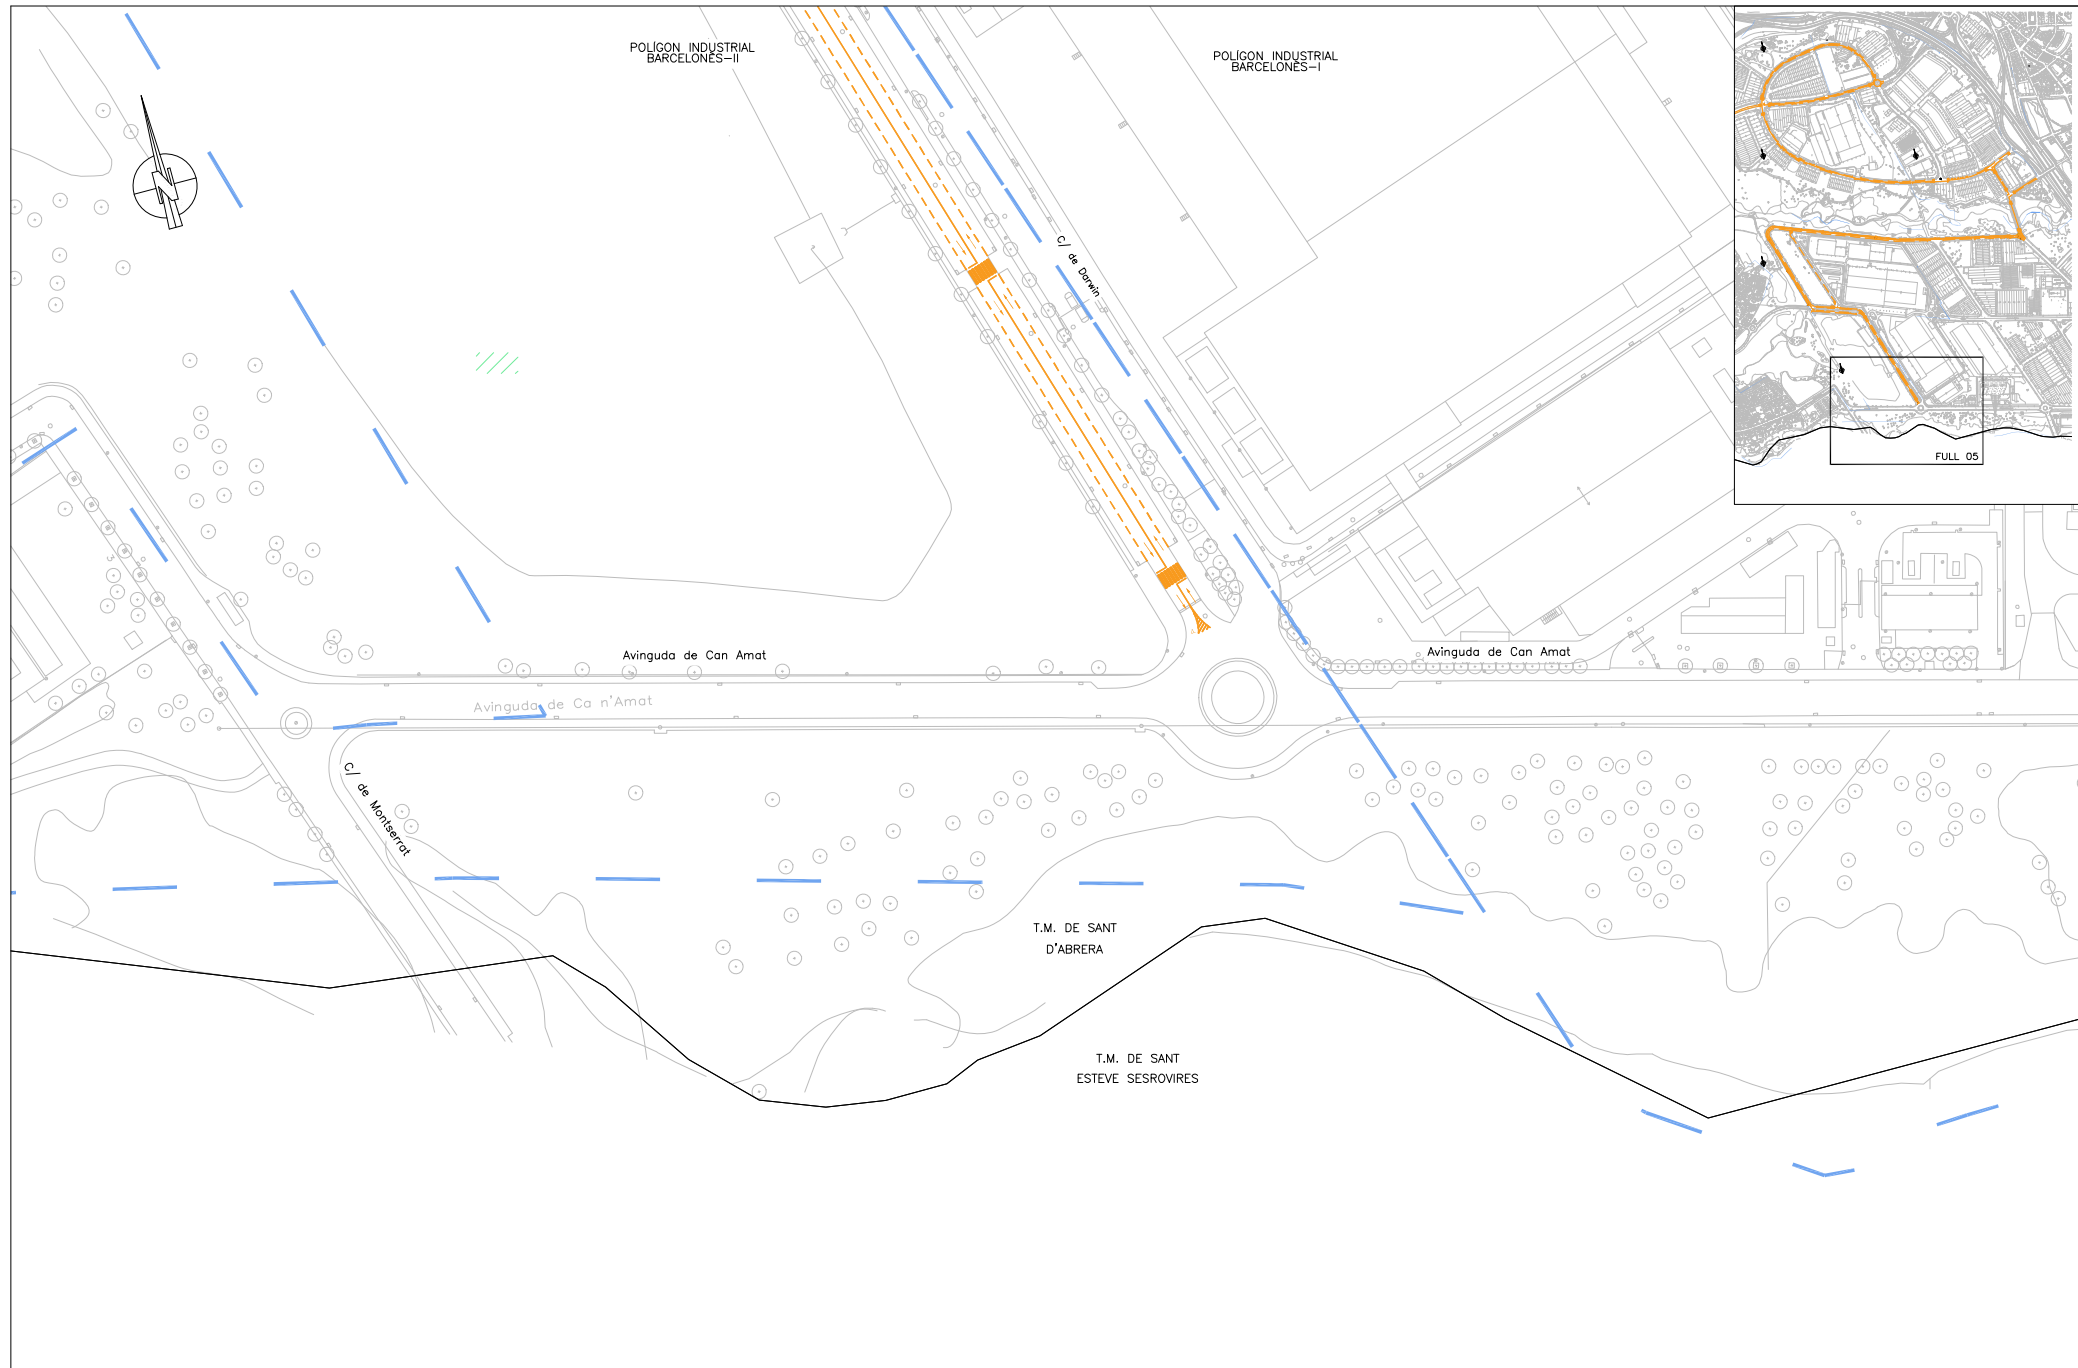 POLÍGON INDUSTRIAL
BARCELONÈS-II
POLÍGON INDUSTRIAL
BARCELONÈS-I
N
C/ de Darwin
FULL 05
Avinguda de Can Amat
Avinguda de Can Amat
Avinguda de Ca n'Amat
C/ de Montserrat
T.M. DE SANT
D'ABRERA
T.M. DE SANT
ESTEVE SESROVIRES